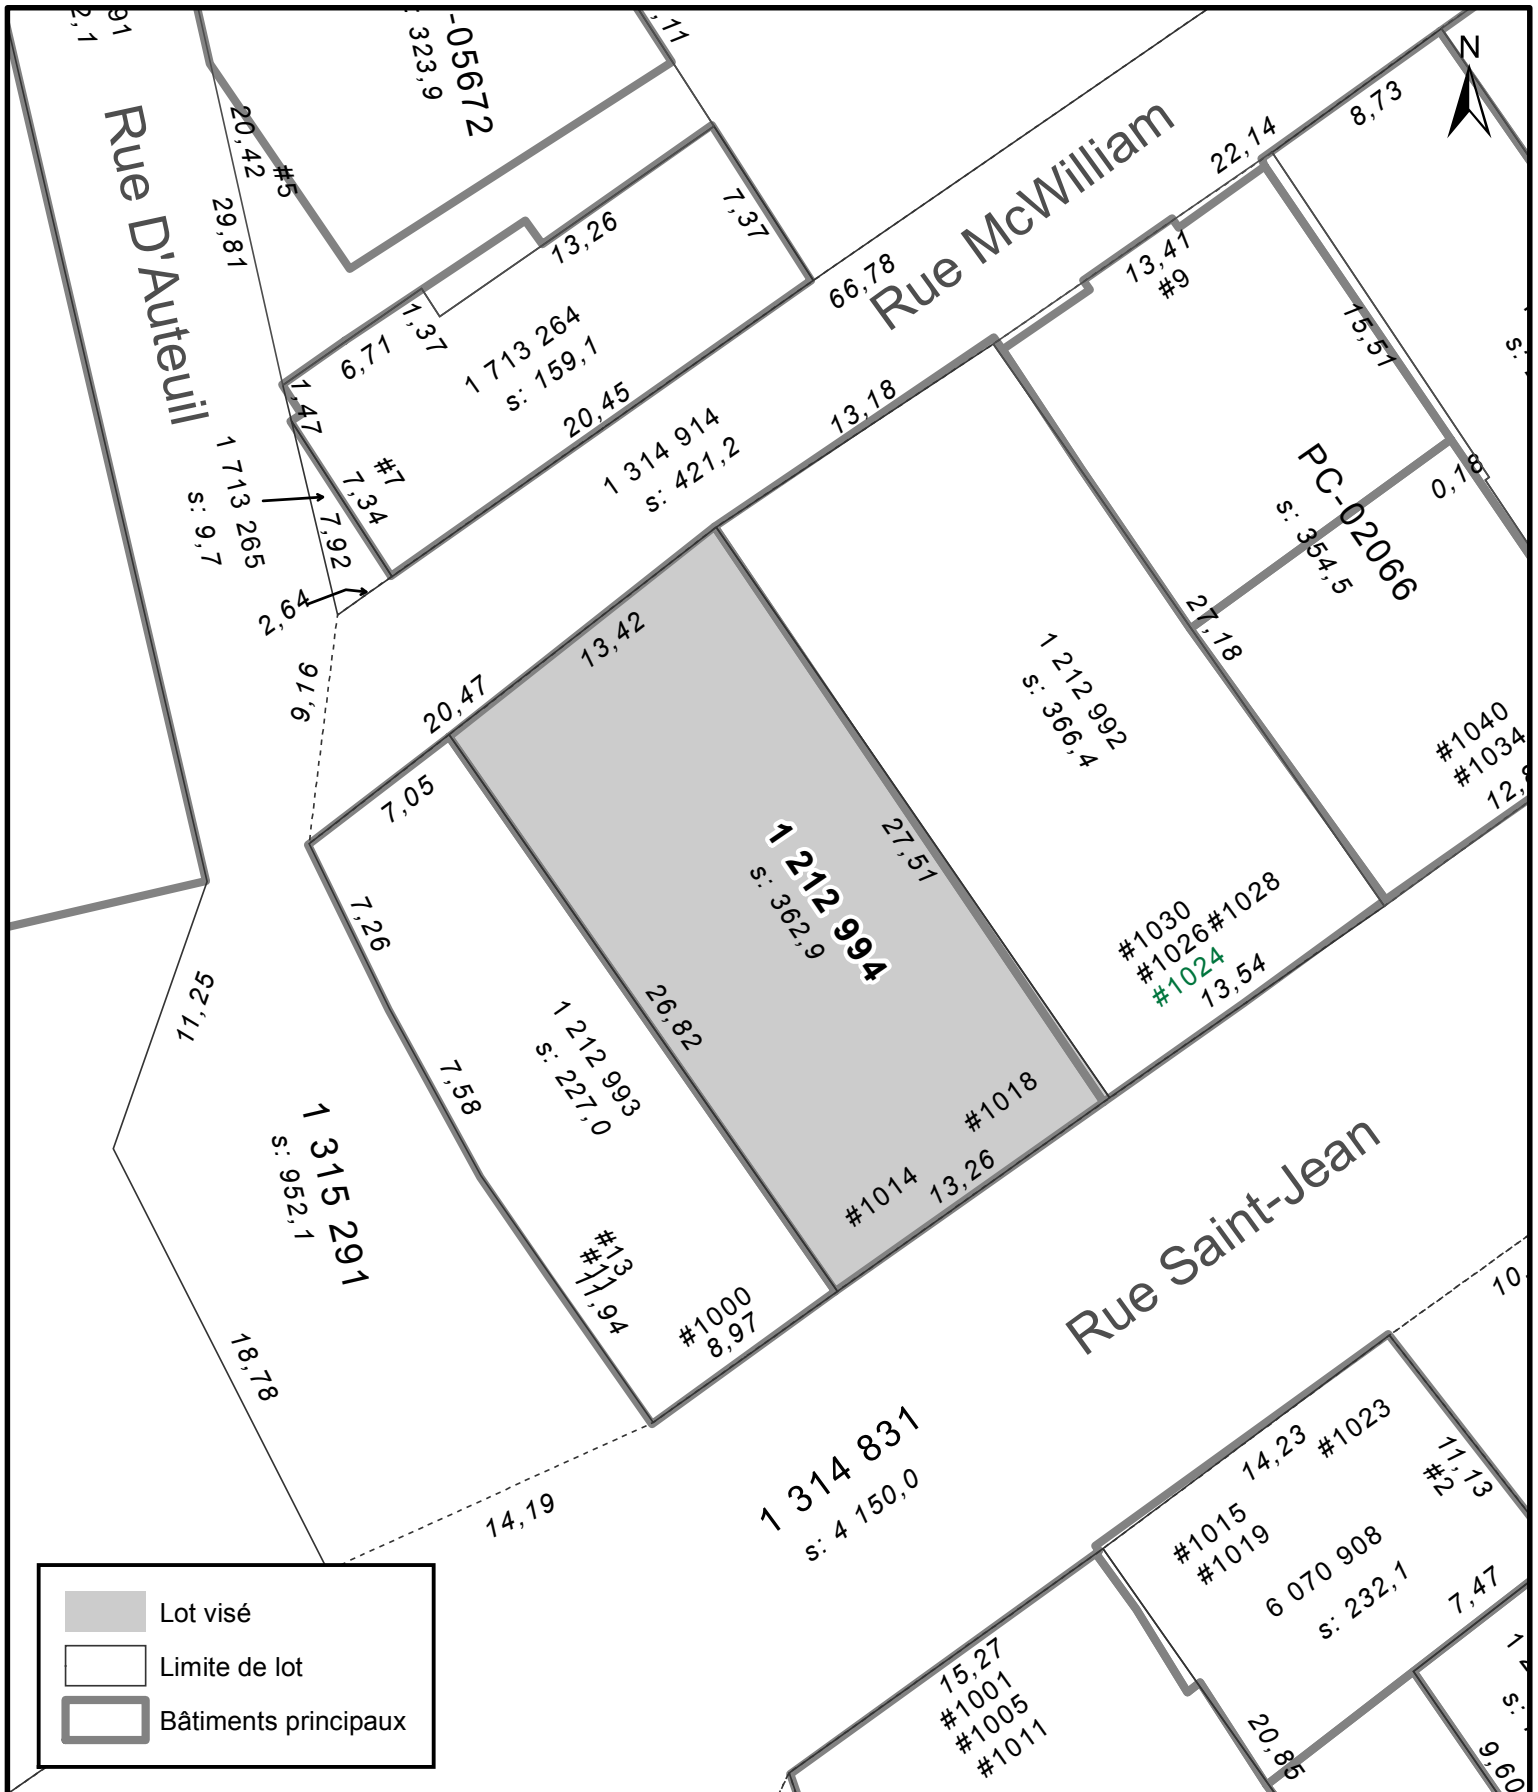 323,9
-05672
,11
N
8,73
22,14
Rue McWilliam
Rue D'Auteuil
20,42
#5
29,81
7,37
13,26
66,78
13,41
#9
15,51
1,37
6,71
1 713 264
s: 159,1
1,47
20,45
13,18
1 314 914
s: 421,2
1 713 265
s: 9,7
#7
7,34
7,92
2,64
0,18
PC-02066
s: 354,5
27,18
13,42
9,16
20,47
7,05
1 212 992
s: 366,4
#1040
#1034
1 212 994
s: 362,9
27,51
7,26
#1030
#1026
#1028
#1024
13,54
11,25
26,82
1 212 993
s: 227,0
7,58
#1018
#1014
13,26
1 315 291
s: 952,1
#13
#11
11,94
#1000
8,97
Rue Saint-Jean
18,78
14,19
1 314 831
s: 4 150,0
14,23
#1023
11,13
#2
#1015
#1019
6 070 908
s: 232,1
7,47
15,27
#1001
#1005
#1011
20,85
9,60
Lot visé
Limite de lot
Bâtiments principaux